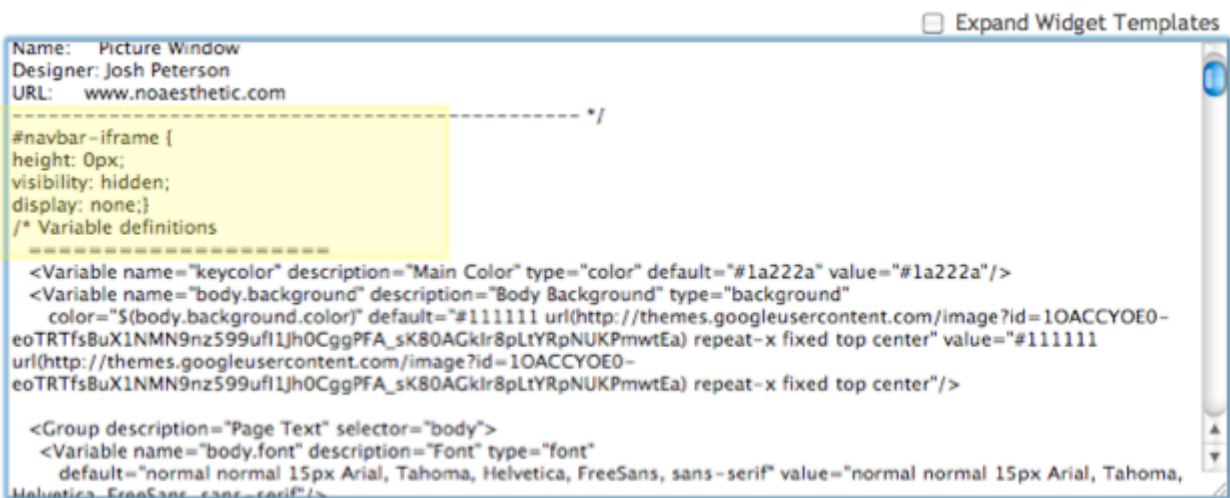 Expand Widget Templates
Name: Picture Window
Designer: Josh Peterson
URL: www.noaesthetic.com
----------------------------------------------- */
#navbar-iframe {
height: 0px;
visibility: hidden;
display: none;}
/* Variable definitions
====================
<Variable name="keycolor" description="Main Color" type="color" default="#1a222a" value="#1a222a"/>
<Variable name="body.background" description="Body Background" type="background"
color="$(body.background.color)" default="#111111 url(http://themes.googleusercontent.com/image?id=1OACCYOE0-
eoTRTfsBuX1NMN9nz599ufI1Jh0CggPFA_sK80AGkIr8pLtYRpNUKPmwtEa) repeat-x fixed top center" value="#111111
url(http://themes.googleusercontent.com/image?id=1OACCYOE0-
eoTRTfsBuX1NMN9nz599ufI1Jh0CggPFA_sK80AGkIr8pLtYRpNUKPmwtEa) repeat-x fixed top center"/>
<Group description="Page Text" selector="body">
<Variable name="body.font" description="Font" type="font"
default="normal normal 15px Arial, Tahoma, Helvetica, FreeSans, sans-serif" value="normal normal 15px Arial, Tahoma,
Helvetica, FreeSans, sans-serif"/>